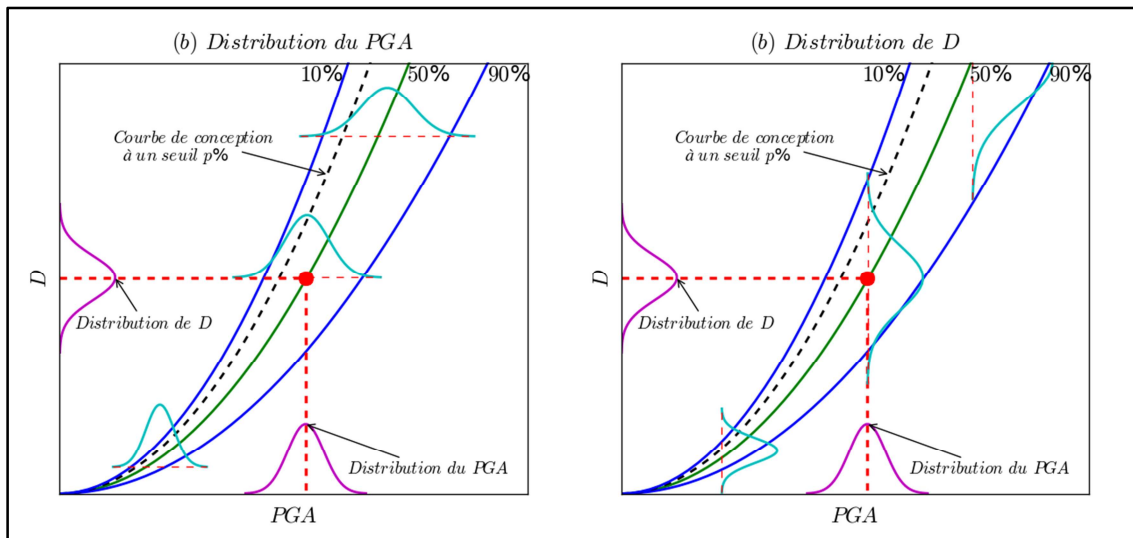 (b) Distribution du PGA
10% 50% 90%
Courbe de conception
à un seuil p%
D
Distribution de D
Distribution du PGA
PGA
(b) Distribution de D
10% 50% 90%
Courbe de conception
à un seuil p%
D
Distribution de D
Distribution du PGA
PGA